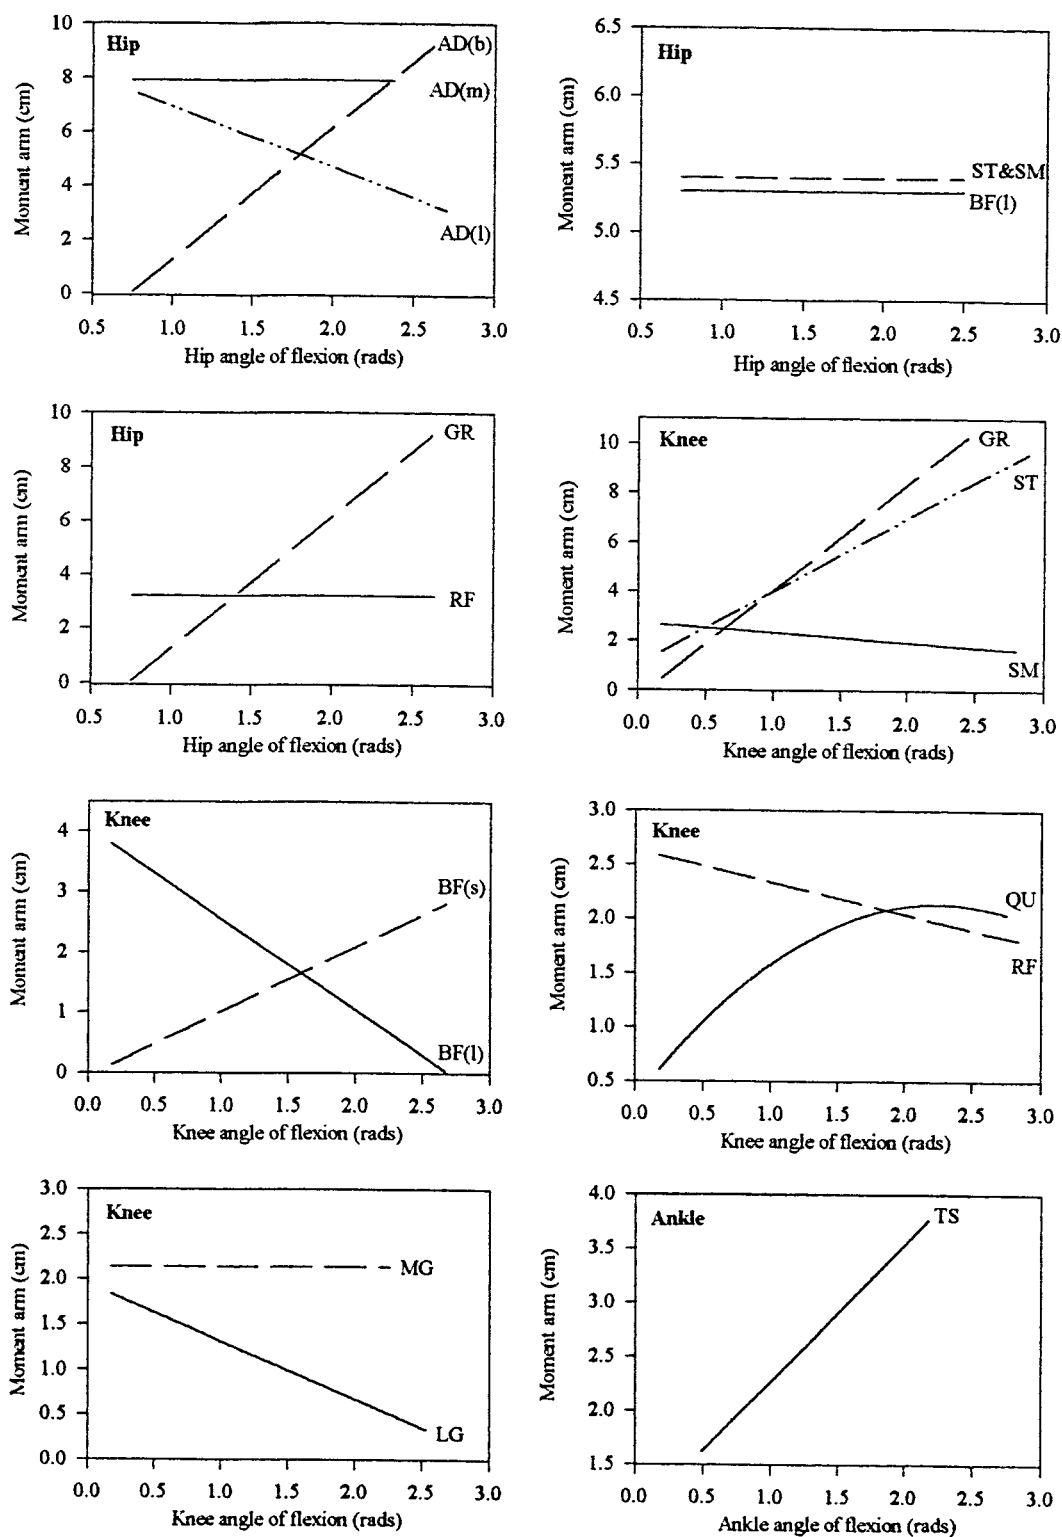 Hip
Moment arm (cm)
10
8
6
4
2
0
AD(b)
AD(m)
AD(l)
0.5 1.0 1.5 2.0 2.5 3.0
Hip angle of flexion (rads)
Hip
Moment arm (cm)
6.5
6.0
5.5
5.0
4.5
ST&SM
BF(l)
0.5 1.0 1.5 2.0 2.5 3.0
Hip angle of flexion (rads)
Hip
Moment arm (cm)
10
8
6
4
2
0
GR
RF
0.5 1.0 1.5 2.0 2.5 3.0
Hip angle of flexion (rads)
Knee
Moment arm (cm)
10
8
6
4
2
0
GR
ST
SM
0.0 0.5 1.0 1.5 2.0 2.5 3.0
Knee angle of flexion (rads)
Knee
Moment arm (cm)
4
3
2
1
0
BF(s)
BF(l)
0.0 0.5 1.0 1.5 2.0 2.5 3.0
Knee angle of flexion (rads)
Knee
Moment arm (cm)
3.0
2.5
2.0
1.5
1.0
0.5
QU
RF
0.0 0.5 1.0 1.5 2.0 2.5 3.0
Knee angle of flexion (rads)
Knee
Moment arm (cm)
3.0
2.5
2.0
1.5
1.0
0.5
0.0
MG
LG
0.0 0.5 1.0 1.5 2.0 2.5 3.0
Knee angle of flexion (rads)
Ankle
Moment arm (cm)
4.0
3.5
3.0
2.5
2.0
1.5
TS
0.0 0.5 1.0 1.5 2.0 2.5 3.0
Ankle angle of flexion (rads)